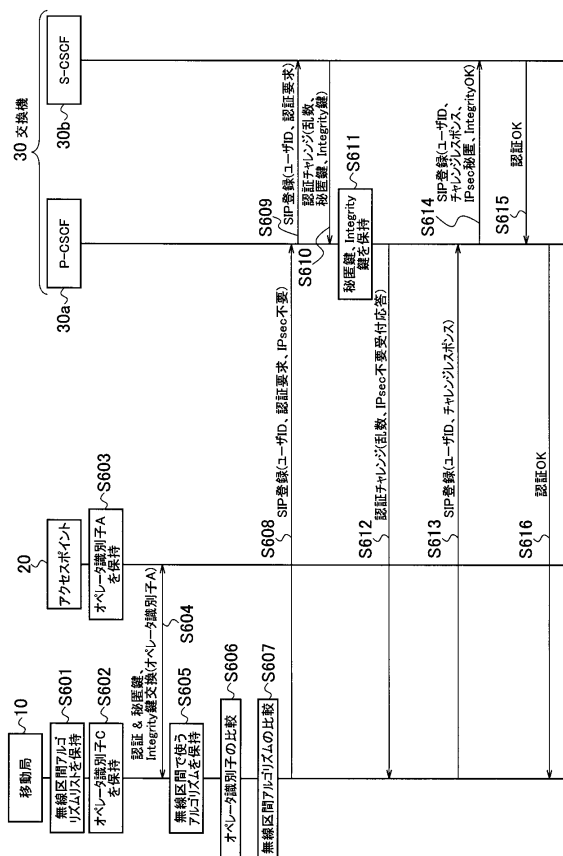 30 交換機
移動局
10
アクセスポイント
20
P-CSCF
30a
S-CSCF
30b
無線区間アルゴ
リズムリストを保持
S601
オペレータ識別子C
を保持
S602
オペレータ識別子A
を保持
S603
認証 & 秘匿鍵、
Integrity鍵交換(オペレータ識別子A)
S604
無線区間で使う
アルゴリズムを保持
S605
オペレータ識別子の比較
S606
無線区間アルゴリズムの比較
S607
S608
SIP登録(ユーザID、認証要求、IPsec不要)
S609
SIP登録(ユーザID、認証要求)
認証チャレンジ(乱数、
秘匿鍵、Integrity鍵)
S610
秘匿鍵、Integrity
鍵を保持
S611
S612
認証チャレンジ(乱数、IPsec不要受付応答)
S613
SIP登録(ユーザID、チャレンジレスポンス)
S614
SIP登録(ユーザID、
チャレンジレスポンス、
IPsec秘匿、IntegrityOK)
S615
認証OK
S616
認証OK